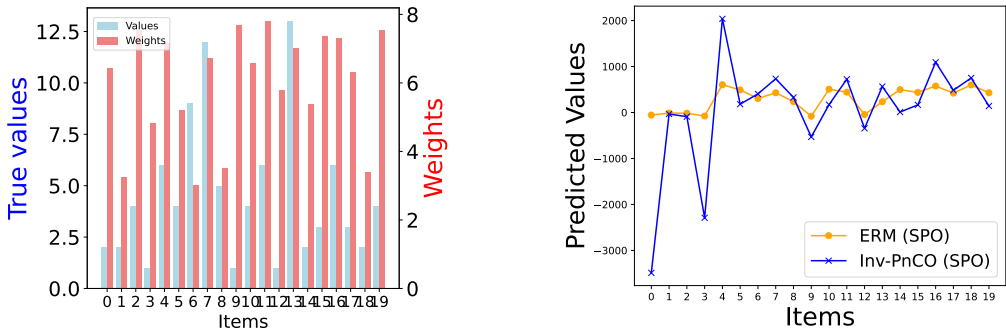 True values
12.5
10.0
7.5
5.0
2.5
0.0
Values
Weights
8
6
4
2
0
Weights
0 1 2 3 4 5 6 7 8 9 10 11 12 13 14 15 16 17 18 19
Items
Predicted Values
2000
1000
0
−1000
−2000
−3000
ERM (SPO)
Inv-PnCO (SPO)
0 1 2 3 4 5 6 7 8 9 10 11 12 13 14 15 16 17 18 19
Items